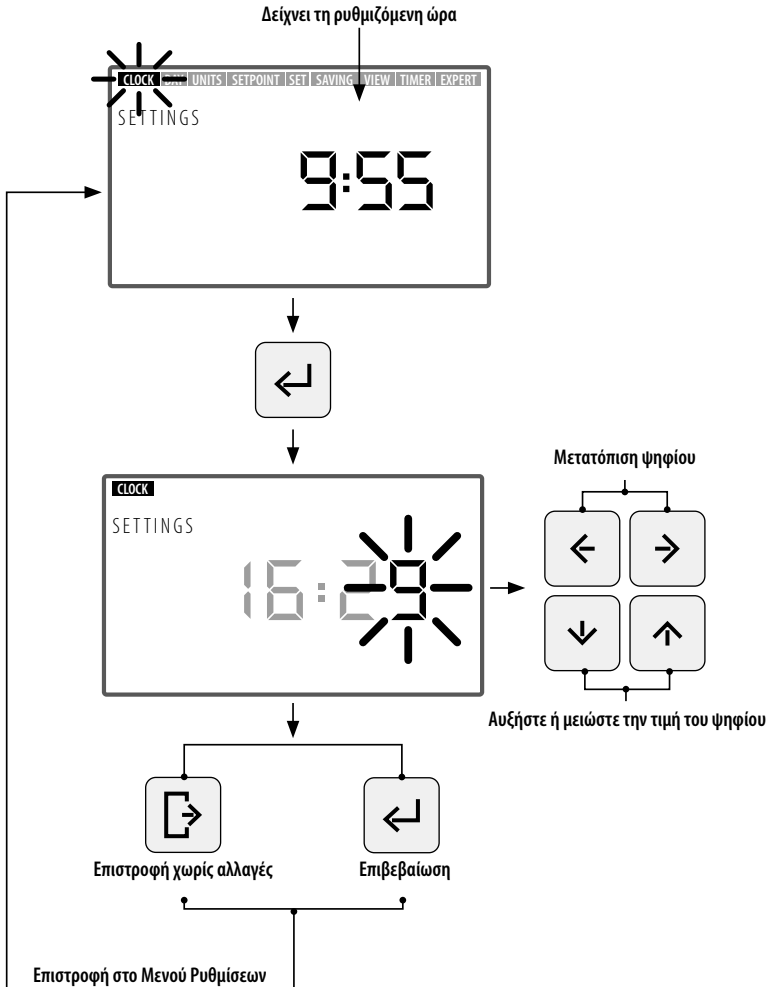 Δείχνει τη ρυθμιζόμενη ώρα
CLOCK DAY UNITS SETPOINT SET SAVING VIEW TIMER EXPERT
SETTINGS
9:55
CLOCK
SETTINGS
16:29
Μετατόπιση ψηφίου
Αυξήστε ή μειώστε την τιμή του ψηφίου
Επιστροφή χωρίς αλλαγές Επιβεβαίωση
Επιστροφή στο Μενού Ρυθμίσεων